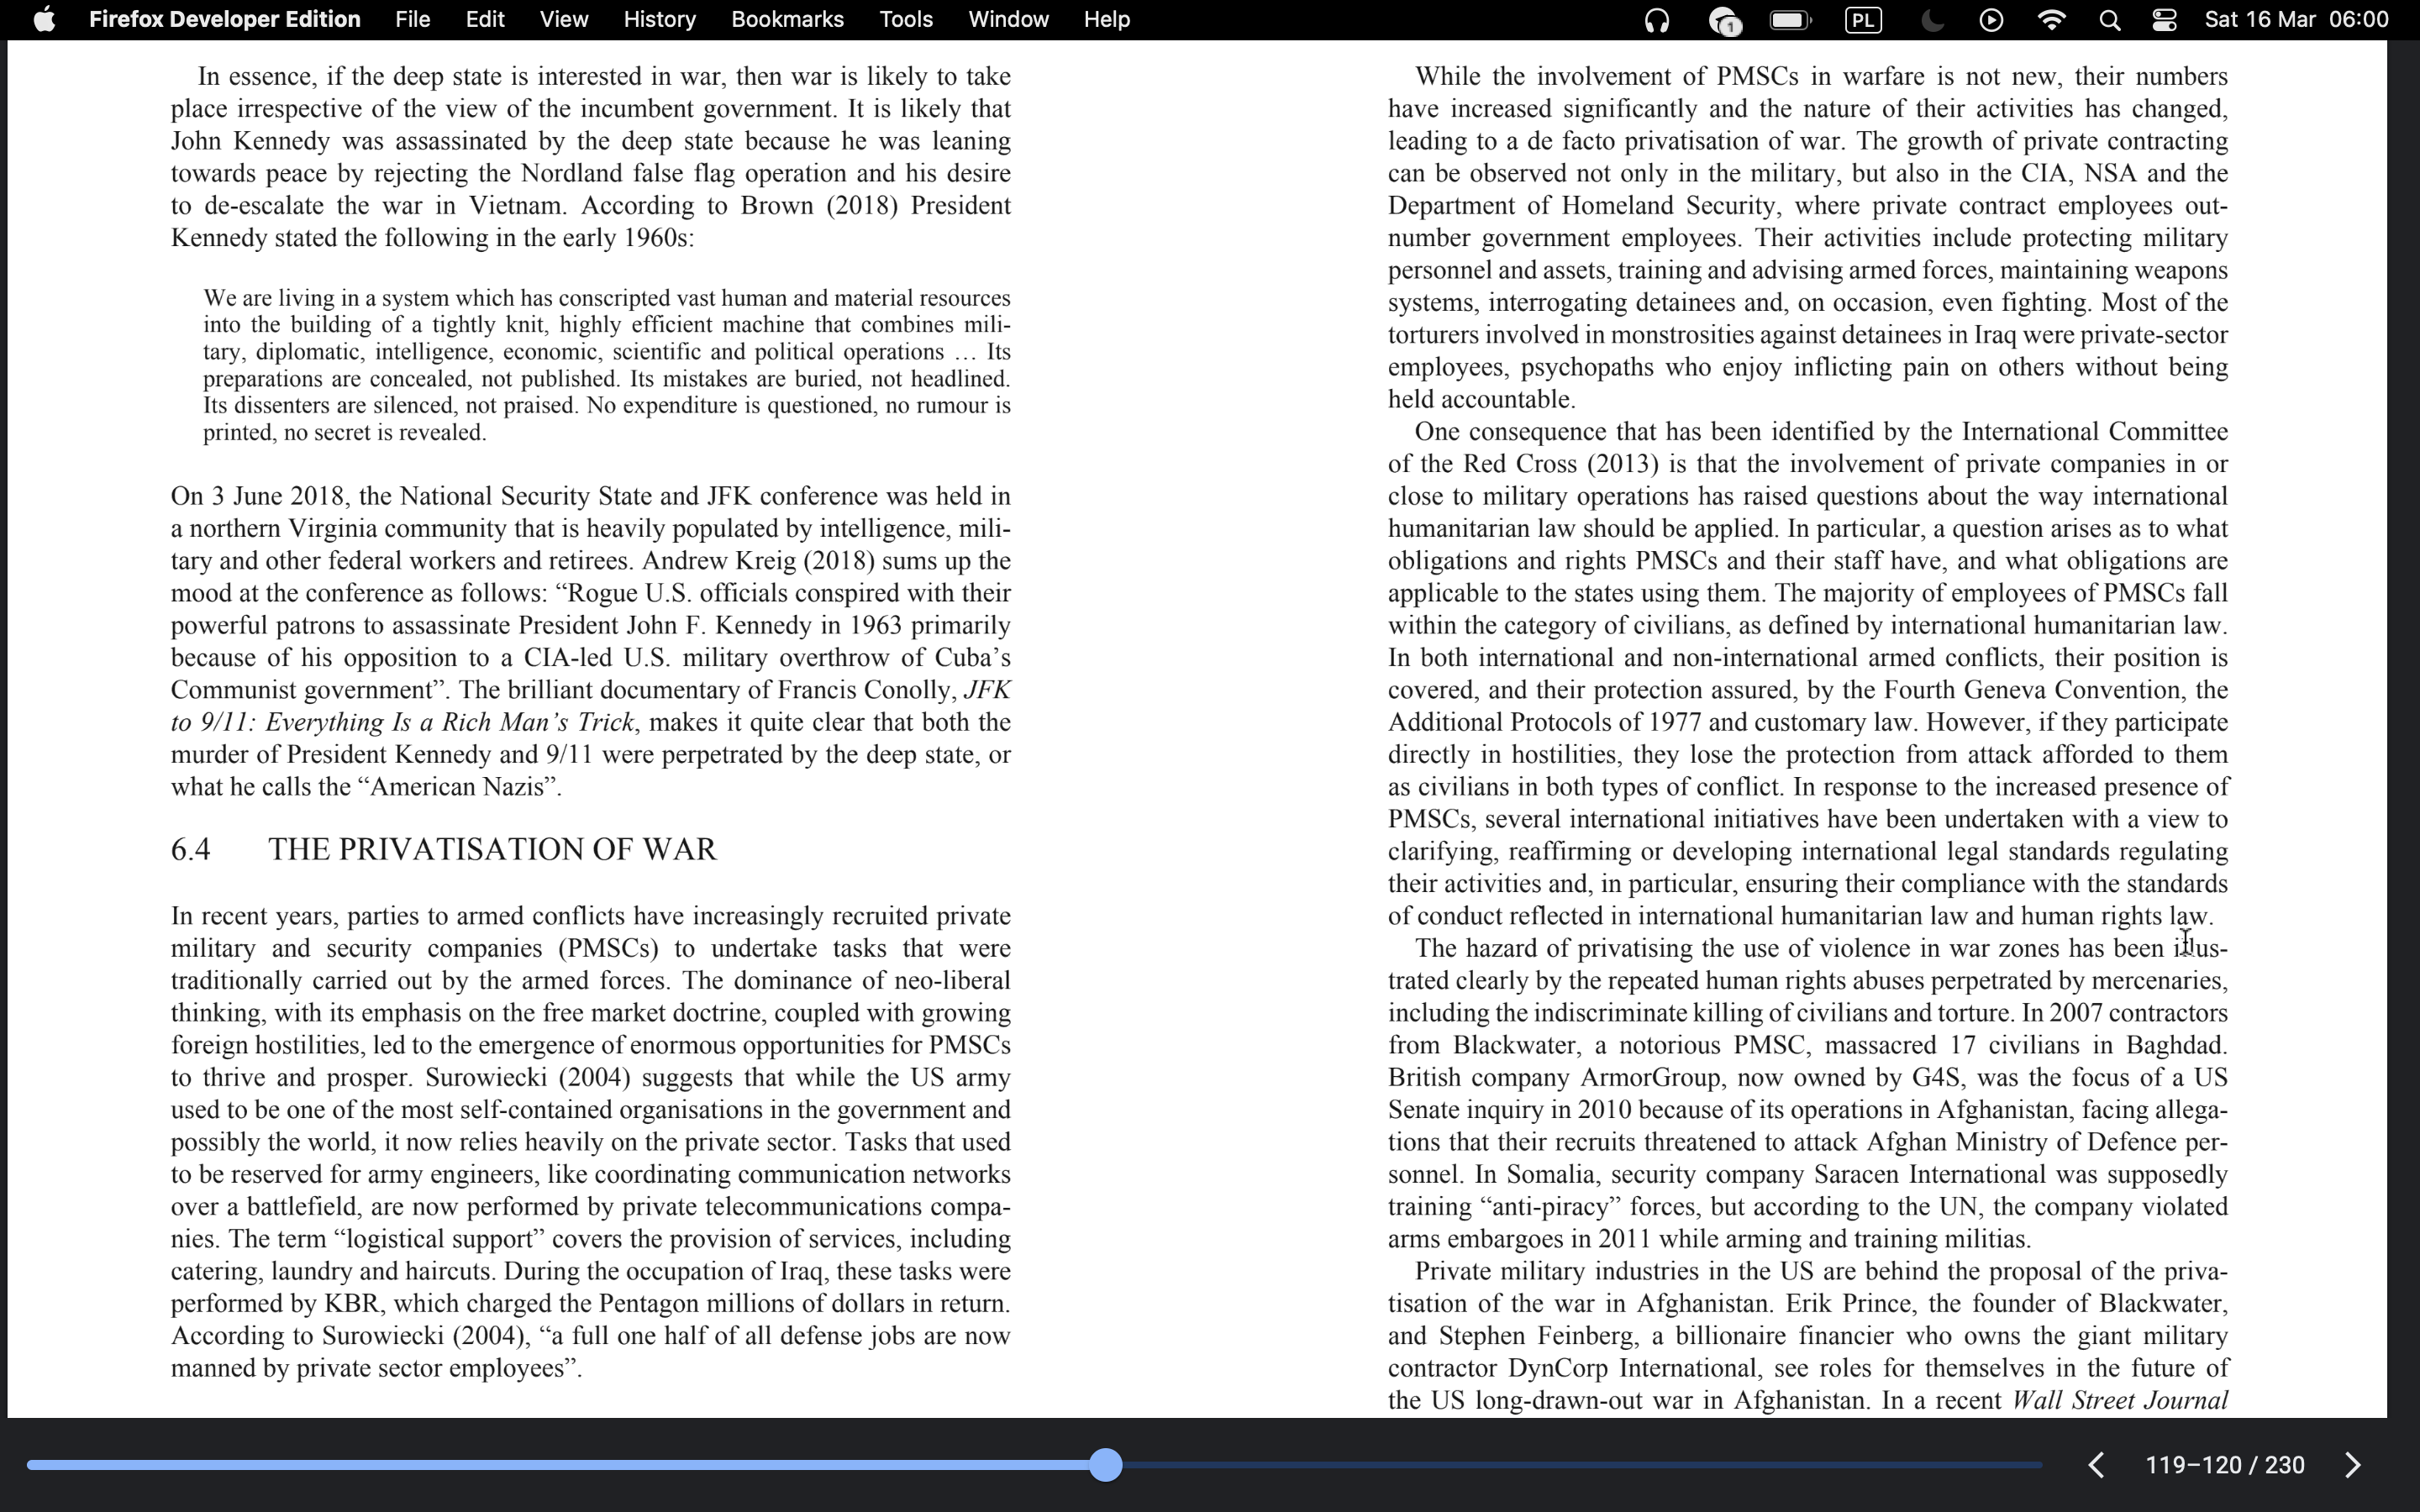 Firefox Developer Edition File Edit View History Bookmarks Tools Window Help 1 PL Sat 16 Mar 06:00
In essence, if the deep state is interested in war, then war is likely to take
place irrespective of the view of the incumbent government. It is likely that
John Kennedy was assassinated by the deep state because he was leaning
towards peace by rejecting the Nordland false flag operation and his desire
to de-escalate the war in Vietnam. According to Brown (2018) President
Kennedy stated the following in the early 1960s:
We are living in a system which has conscripted vast human and material resources
into the building of a tightly knit, highly efficient machine that combines mili-
tary, diplomatic, intelligence, economic, scientific and political operations … Its
preparations are concealed, not published. Its mistakes are buried, not headlined.
Its dissenters are silenced, not praised. No expenditure is questioned, no rumour is
printed, no secret is revealed.
On 3 June 2018, the National Security State and JFK conference was held in
a northern Virginia community that is heavily populated by intelligence, mili-
tary and other federal workers and retirees. Andrew Kreig (2018) sums up the
mood at the conference as follows: “Rogue U.S. officials conspired with their
powerful patrons to assassinate President John F. Kennedy in 1963 primarily
because of his opposition to a CIA-led U.S. military overthrow of Cuba’s
Communist government”. The brilliant documentary of Francis Conolly, JFK
to 9/11: Everything Is a Rich Man’s Trick, makes it quite clear that both the
murder of President Kennedy and 9/11 were perpetrated by the deep state, or
what he calls the “American Nazis”.
6.4 THE PRIVATISATION OF WAR
In recent years, parties to armed conflicts have increasingly recruited private
military and security companies (PMSCs) to undertake tasks that were
traditionally carried out by the armed forces. The dominance of neo-liberal
thinking, with its emphasis on the free market doctrine, coupled with growing
foreign hostilities, led to the emergence of enormous opportunities for PMSCs
to thrive and prosper. Surowiecki (2004) suggests that while the US army
used to be one of the most self-contained organisations in the government and
possibly the world, it now relies heavily on the private sector. Tasks that used
to be reserved for army engineers, like coordinating communication networks
over a battlefield, are now performed by private telecommunications compa-
nies. The term “logistical support” covers the provision of services, including
catering, laundry and haircuts. During the occupation of Iraq, these tasks were
performed by KBR, which charged the Pentagon millions of dollars in return.
According to Surowiecki (2004), “a full one half of all defense jobs are now
manned by private sector employees”.
While the involvement of PMSCs in warfare is not new, their numbers
have increased significantly and the nature of their activities has changed,
leading to a de facto privatisation of war. The growth of private contracting
can be observed not only in the military, but also in the CIA, NSA and the
Department of Homeland Security, where private contract employees out-
number government employees. Their activities include protecting military
personnel and assets, training and advising armed forces, maintaining weapons
systems, interrogating detainees and, on occasion, even fighting. Most of the
torturers involved in monstrosities against detainees in Iraq were private-sector
employees, psychopaths who enjoy inflicting pain on others without being
held accountable.
One consequence that has been identified by the International Committee
of the Red Cross (2013) is that the involvement of private companies in or
close to military operations has raised questions about the way international
humanitarian law should be applied. In particular, a question arises as to what
obligations and rights PMSCs and their staff have, and what obligations are
applicable to the states using them. The majority of employees of PMSCs fall
within the category of civilians, as defined by international humanitarian law.
In both international and non-international armed conflicts, their position is
covered, and their protection assured, by the Fourth Geneva Convention, the
Additional Protocols of 1977 and customary law. However, if they participate
directly in hostilities, they lose the protection from attack afforded to them
as civilians in both types of conflict. In response to the increased presence of
PMSCs, several international initiatives have been undertaken with a view to
clarifying, reaffirming or developing international legal standards regulating
their activities and, in particular, ensuring their compliance with the standards
of conduct reflected in international humanitarian law and human rights law.
The hazard of privatising the use of violence in war zones has been illus-
trated clearly by the repeated human rights abuses perpetrated by mercenaries,
including the indiscriminate killing of civilians and torture. In 2007 contractors
from Blackwater, a notorious PMSC, massacred 17 civilians in Baghdad.
British company ArmorGroup, now owned by G4S, was the focus of a US
Senate inquiry in 2010 because of its operations in Afghanistan, facing allega-
tions that their recruits threatened to attack Afghan Ministry of Defence per-
sonnel. In Somalia, security company Saracen International was supposedly
training “anti-piracy” forces, but according to the UN, the company violated
arms embargoes in 2011 while arming and training militias.
Private military industries in the US are behind the proposal of the priva-
tisation of the war in Afghanistan. Erik Prince, the founder of Blackwater,
and Stephen Feinberg, a billionaire financier who owns the giant military
contractor DynCorp International, see roles for themselves in the future of
the US long-drawn-out war in Afghanistan. In a recent Wall Street Journal
119–120 / 230